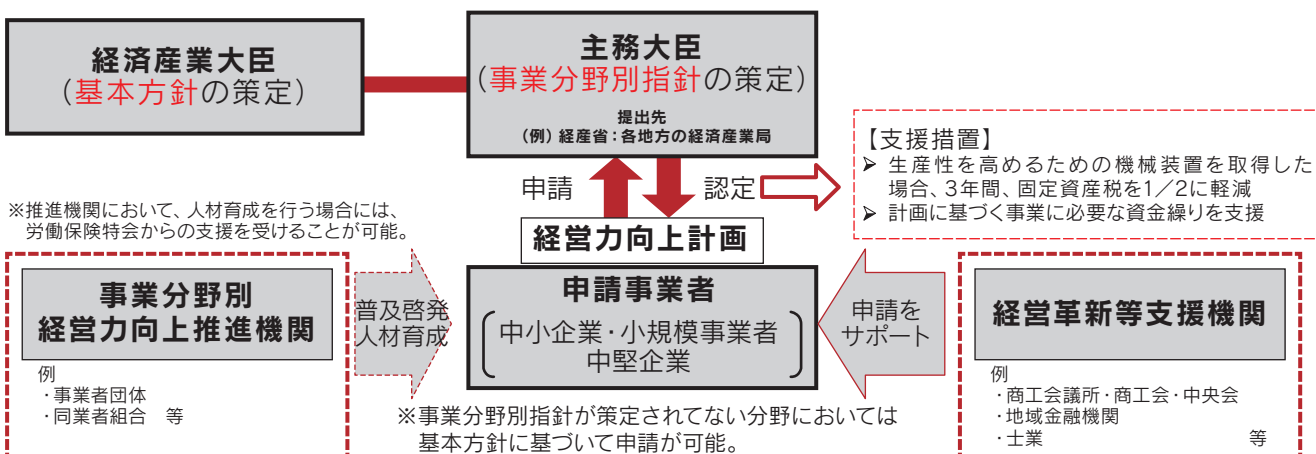 経済産業大臣
(基本方針の策定)
主務大臣
(事業分野別指針の策定)
提出先
(例) 経産省:各地方の経済産業局
申請
認定
【支援措置】
➢ 生産性を高めるための機械装置を取得した
場合、3年間、固定資産税を1/2に軽減
➢ 計画に基づく事業に必要な資金繰りを支援
※推進機関において、人材育成を行う場合には、
労働保険特会からの支援を受けることが可能。
経営力向上計画
事業分野別
経営力向上推進機関
例
・事業者団体
・同業者組合 等
普及啓発
人材育成
申請事業者
中小企業・小規模事業者
中堅企業
申請を
サポート
経営革新等支援機関
例
・商工会議所・商工会・中央会
・地域金融機関
・士業 等
※事業分野別指針が策定されてない分野においては
基本方針に基づいて申請が可能。